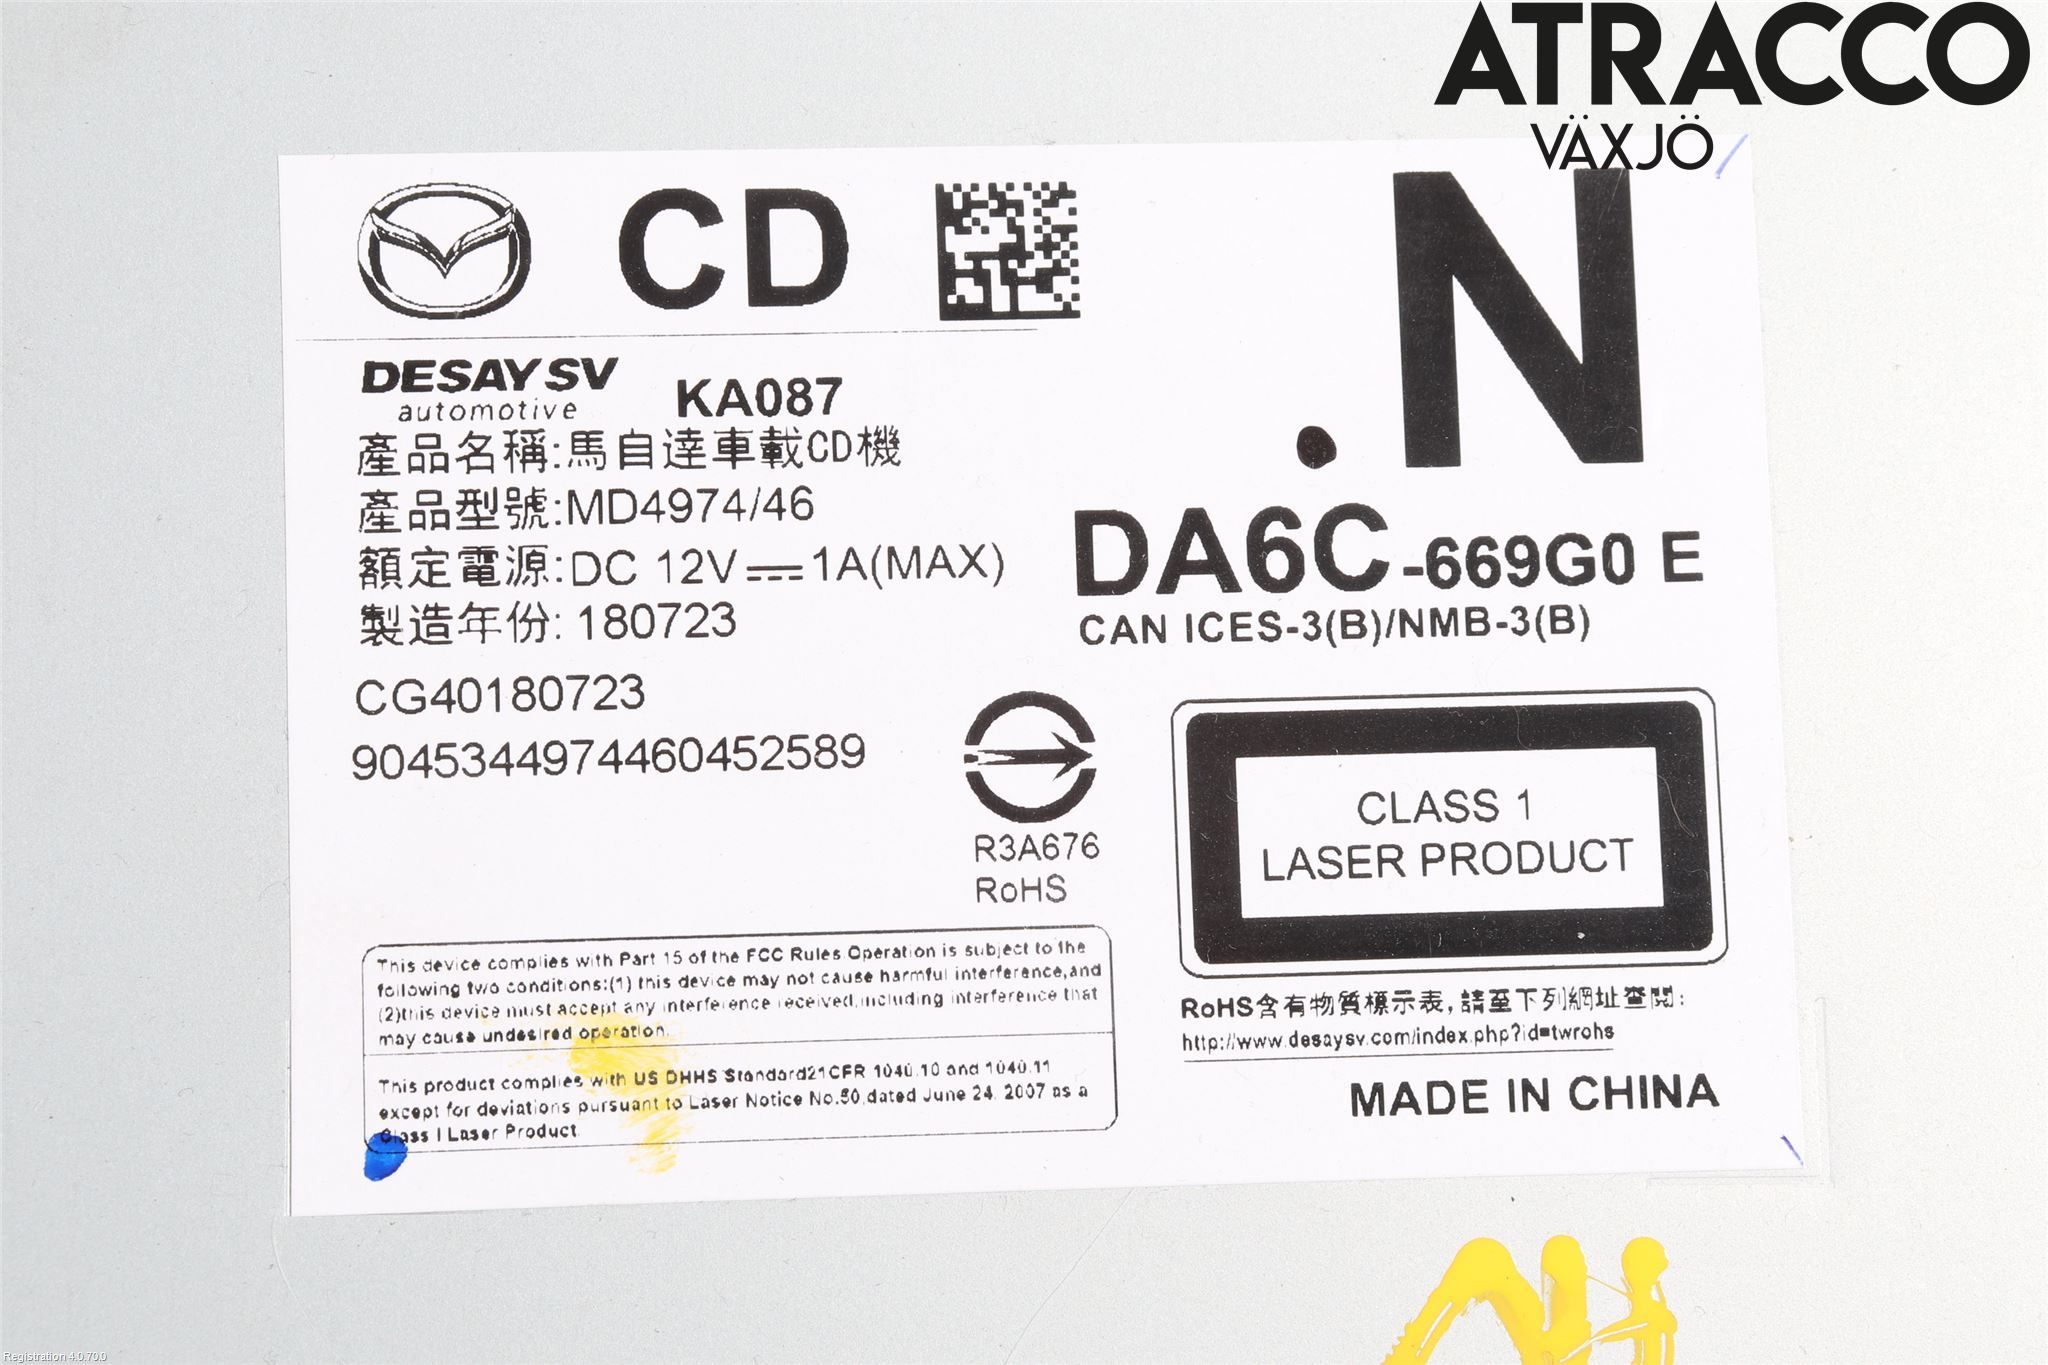 ATRACCO
VÄXJÖ
CD
.N
DESAY SV
automotive
KA087
產品名稱:馬自達車載CD機
產品型號:MD4974/46
額定電源:DC 12V 1A(MAX)
製造年份: 180723
DA6C-669G0 E
CAN ICES-3(B)/NMB-3(B)
CG40180723
9045344974460452589
R3A676
RoHS
CLASS 1
LASER PRODUCT
This device complies with Part 15 of the FCC Rules.Operation is subject to the
following two conditions:(1) this device may not cause harmful interference,and
(2)this device must accept any interference received,including interference that
may cause undesired operation.
This product complies with US DHHS Standard21CFR 1040.10 and 1040.11
except for deviations pursuant to Laser Notice No.50,dated June 24, 2007 as a
Class I Laser Product.
RoHS含有物質標示表,請至下列網址查閱:
http://www.desaysv.com/index.php?id=twrohs
MADE IN CHINA
Registration 4.0.70.0